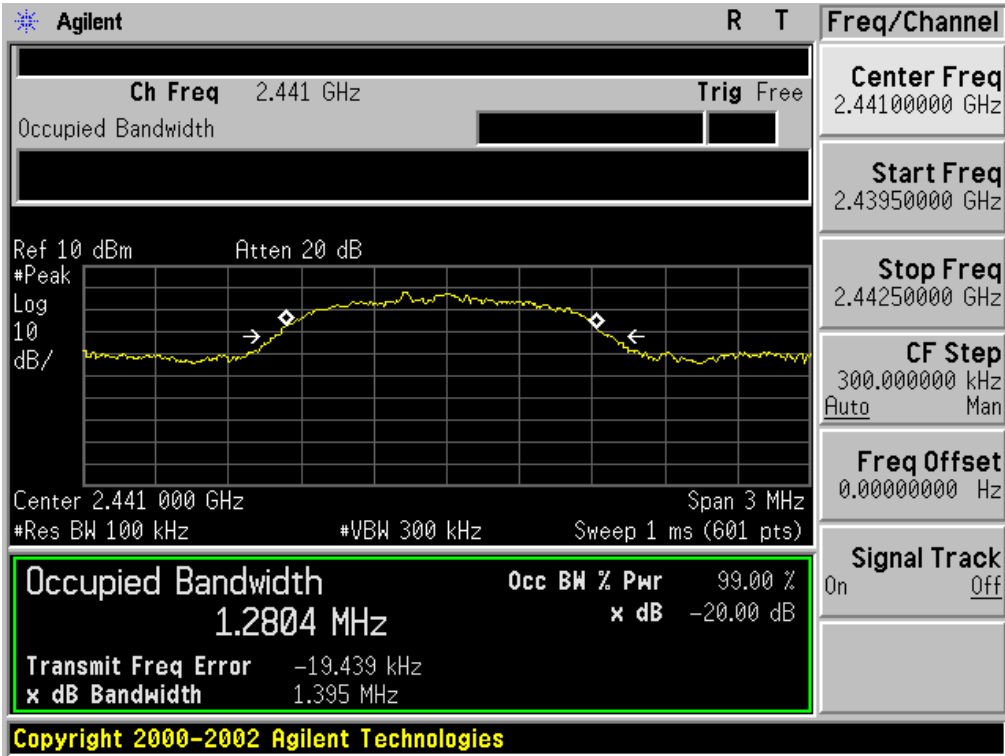 Agilent R T
Ch Freq 2.441 GHz Trig Free
Occupied Bandwidth
Ref 10 dBm Atten 20 dB
#Peak
Log
10
dB/
Center 2.441 000 GHz Span 3 MHz
#Res BW 100 kHz #VBW 300 kHz Sweep 1 ms (601 pts)
Occupied Bandwidth
1.2804 MHz
Occ BW % Pwr 99.00 %
x dB -20.00 dB
Transmit Freq Error -19.439 kHz
x dB Bandwidth 1.395 MHz
Copyright 2000-2002 Agilent Technologies
Freq/Channel
Center Freq
2.44100000 GHz
Start Freq
2.43950000 GHz
Stop Freq
2.44250000 GHz
CF Step
300.000000 kHz
Auto Man
Freq Offset
0.00000000 Hz
Signal Track
On Off